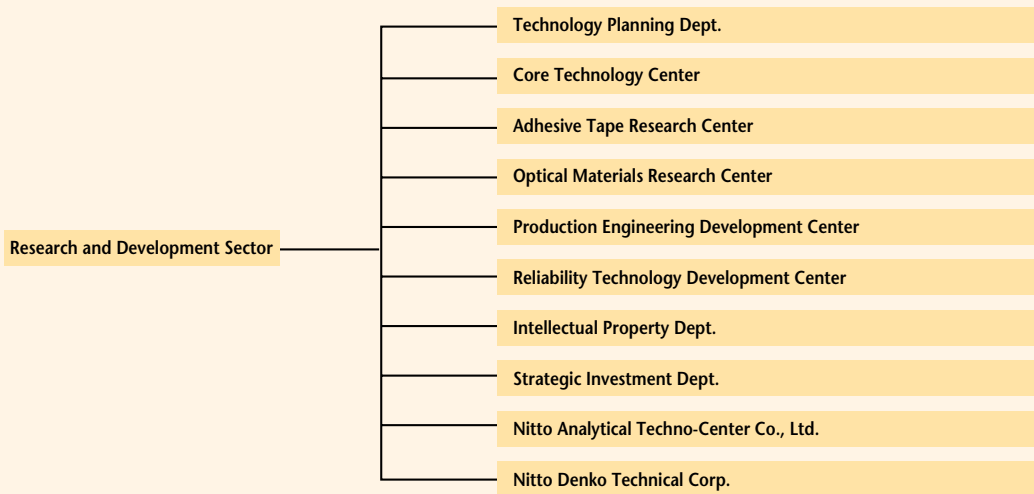 Technology Planning Dept.
Core Technology Center
Adhesive Tape Research Center
Optical Materials Research Center
Production Engineering Development Center
Research and Development Sector
Reliability Technology Development Center
Intellectual Property Dept.
Strategic Investment Dept.
Nitto Analytical Techno-Center Co., Ltd.
Nitto Denko Technical Corp.